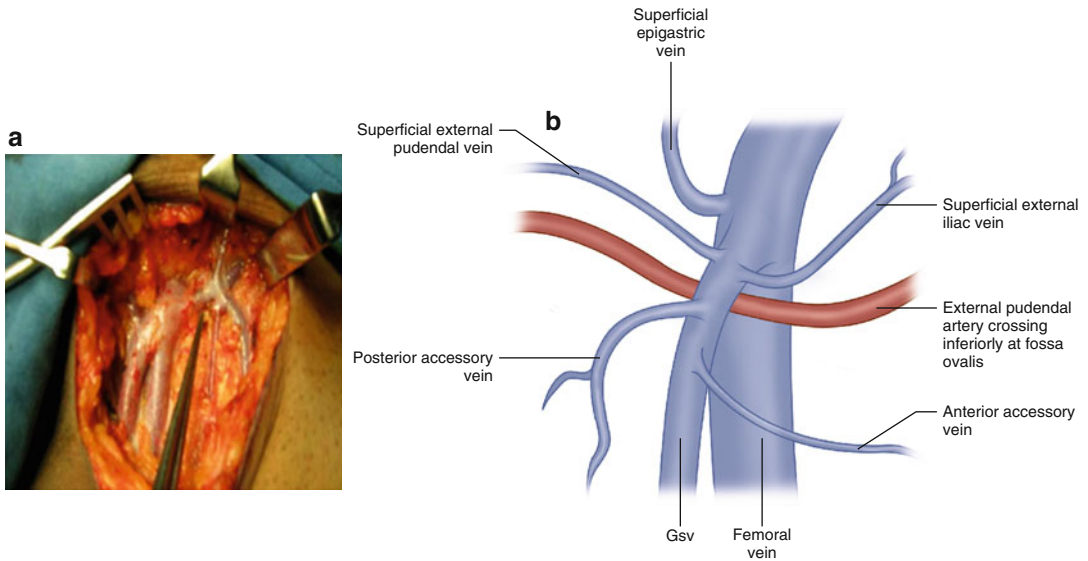 a
b
Superficial
epigastric
vein
Superficial external
pudendal vein
Superficial external
iliac vein
External pudendal
artery crossing
inferiorly at fossa
ovalis
Posterior accessory
vein
Anterior accessory
vein
Gsv
Femoral
vein